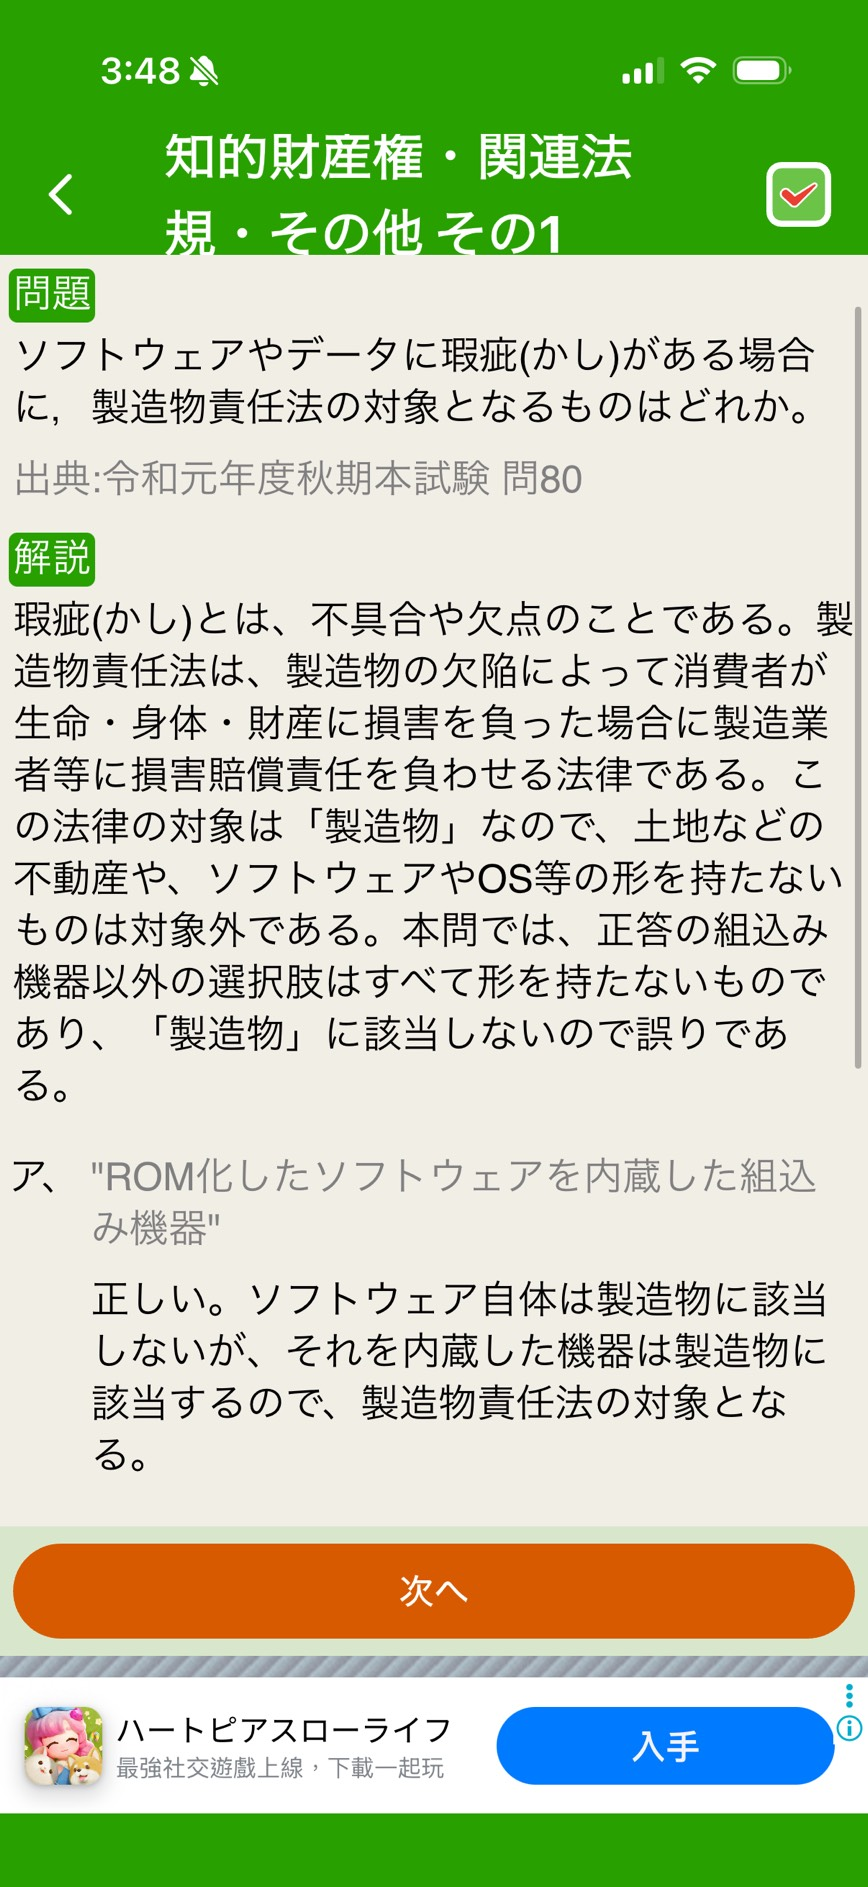 3:48
知的財産権・関連法
規・その他 その1
問題
ソフトウェアやデータに瑕疵(かし)がある場合
に，製造物責任法の対象となるものはどれか。
出典:令和元年度秋期本試験 問80
解説
瑕疵(かし)とは、不具合や欠点のことである。製
造物責任法は、製造物の欠陥によって消費者が
生命・身体・財産に損害を負った場合に製造業
者等に損害賠償責任を負わせる法律である。こ
の法律の対象は「製造物」なので、土地などの
不動産や、ソフトウェアやOS等の形を持たない
ものは対象外である。本問では、正答の組込み
機器以外の選択肢はすべて形を持たないもので
あり、「製造物」に該当しないので誤りであ
る。
ア、 "ROM化したソフトウェアを内蔵した組込
み機器"
正しい。ソフトウェア自体は製造物に該当
しないが、それを内蔵した機器は製造物に
該当するので、製造物責任法の対象とな
る。
次へ
ハートピアスローライフ
最強社交遊戲上線，下載一起玩
入手